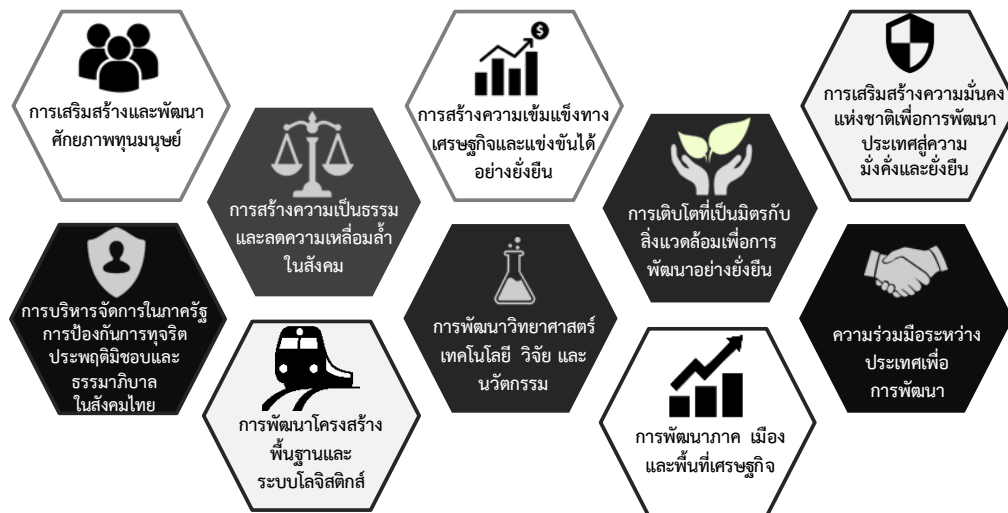 การเสริมสร้างและพัฒนา
ศักยภาพทุนมนุษย์
การสร้างความเป็นธรรม
และลดความเหลื่อมล้ำ
ในสังคม
$
การสร้างความเข้มแข็งทาง
เศรษฐกิจและแข่งขันได้
อย่างยั่งยืน
การเติบโตที่เป็นมิตรกับ
สิ่งแวดล้อมเพื่อการ
พัฒนาอย่างยั่งยืน
การเสริมสร้างความมั่นคง
แห่งชาติเพื่อการพัฒนา
ประเทศสู่ความ
มั่งคั่งและยั่งยืน
การบริหารจัดการในภาครัฐ
การป้องกันการทุจริต
ประพฤติมิชอบและ
ธรรมาภิบาล
ในสังคมไทย
การพัฒนาโครงสร้าง
พื้นฐานและ
ระบบโลจิสติกส์
การพัฒนาวิทยาศาสตร์
เทคโนโลยี วิจัย และ
นวัตกรรม
การพัฒนาภาค เมือง
และพื้นที่เศรษฐกิจ
ความร่วมมือระหว่าง
ประเทศเพื่อ
การพัฒนา